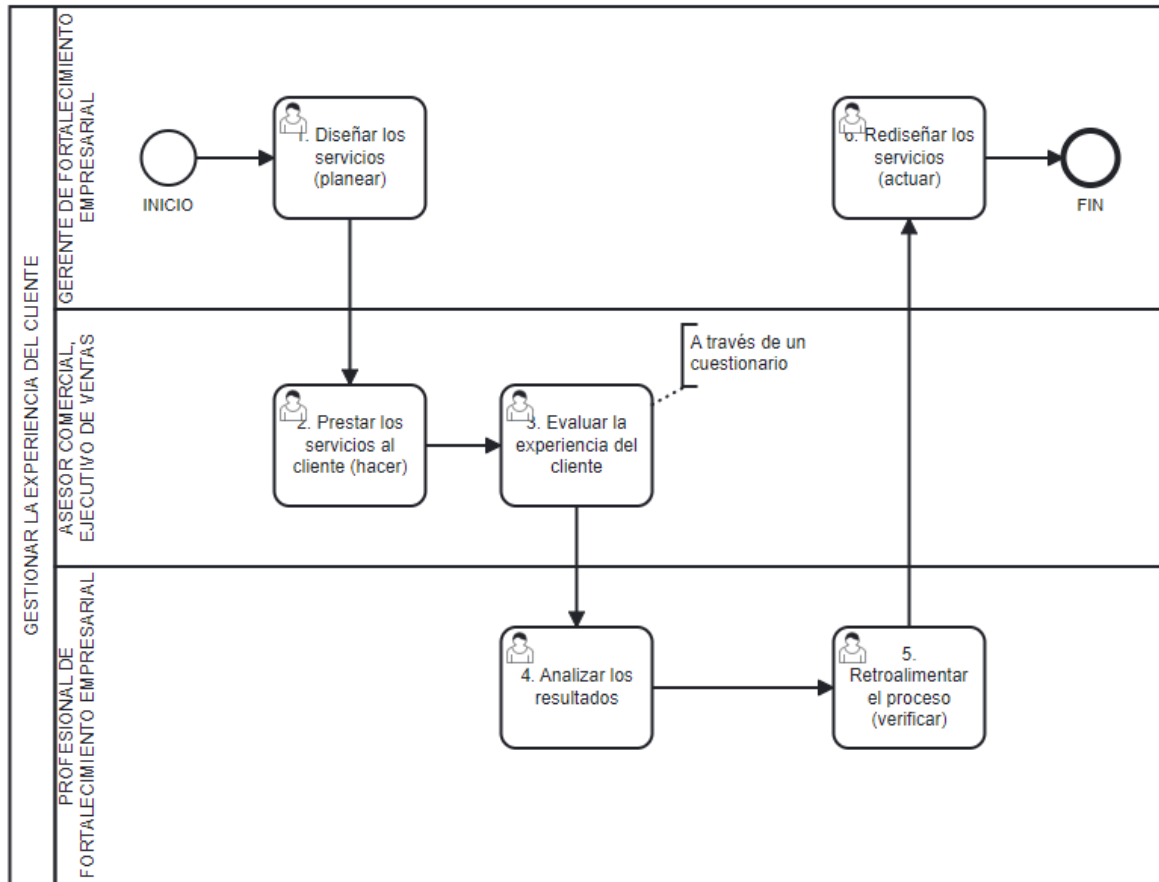 GESTIONAR LA EXPERIENCIA DEL CLIENTE
GERENTE DE FORTALECIMIENTO
EMPRESARIAL
INICIO
1. Diseñar los
servicios
(planear)
6. Rediseñar los
servicios
(actuar)
FIN
ASESOR COMERCIAL,
EJECUTIVO DE VENTAS
2. Prestar los
servicios al
cliente (hacer)
3. Evaluar la
experiencia del
cliente
A través de un
cuestionario
PROFESIONAL DE
FORTALECIMIENTO EMPRESARIAL
4. Analizar los
resultados
5.
Retroalimentar
el proceso
(verificar)